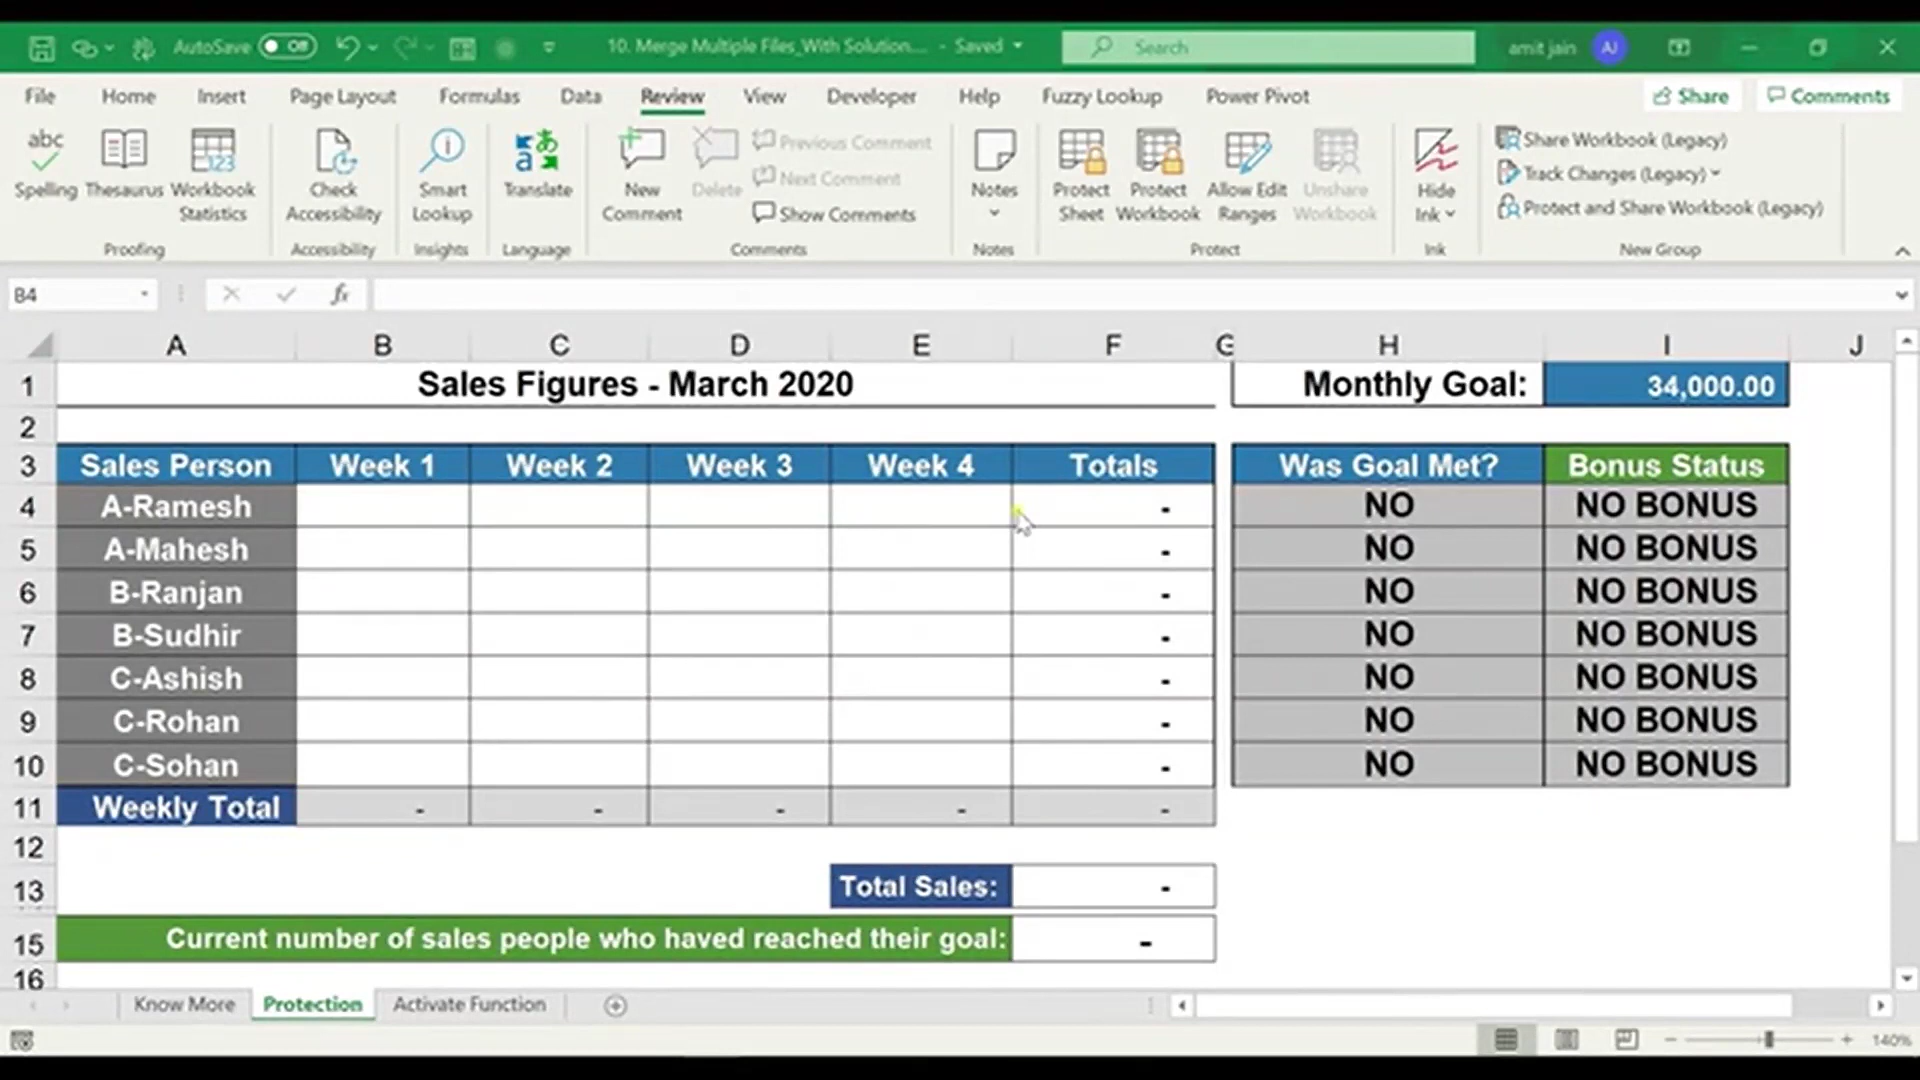 AutoSave Off 10. Merge Multiple Files_With Solution.... - Saved Search amit jain AJ
File Home Insert Page Layout Formulas Data Review View Developer Help Fuzzy Lookup Power Pivot Share Comments
abc
Spelling Thesaurus Workbook Statistics Check Accessibility Smart Lookup Translate New Comment Delete Previous Comment Next Comment Show Comments Notes Protect Sheet Protect Workbook Allow Edit Ranges Unshare Workbook Hide Ink Share Workbook (Legacy)
Track Changes (Legacy)
Protect and Share Workbook (Legacy)
Proofing Accessibility Insights Language Comments Notes Protect Ink New Group
B4 fx
A B C D E F G H I J
1 Sales Figures - March 2020 Monthly Goal: 34,000.00
2
3 Sales Person Week 1 Week 2 Week 3 Week 4 Totals Was Goal Met? Bonus Status
4 A-Ramesh - NO NO BONUS
5 A-Mahesh - NO NO BONUS
6 B-Ranjan - NO NO BONUS
7 B-Sudhir - NO NO BONUS
8 C-Ashish - NO NO BONUS
9 C-Rohan - NO NO BONUS
10 C-Sohan - NO NO BONUS
11 Weekly Total - - - - -
12
13 Total Sales: -
15 Current number of sales people who haved reached their goal: -
16
Know More Protection Activate Function
140%